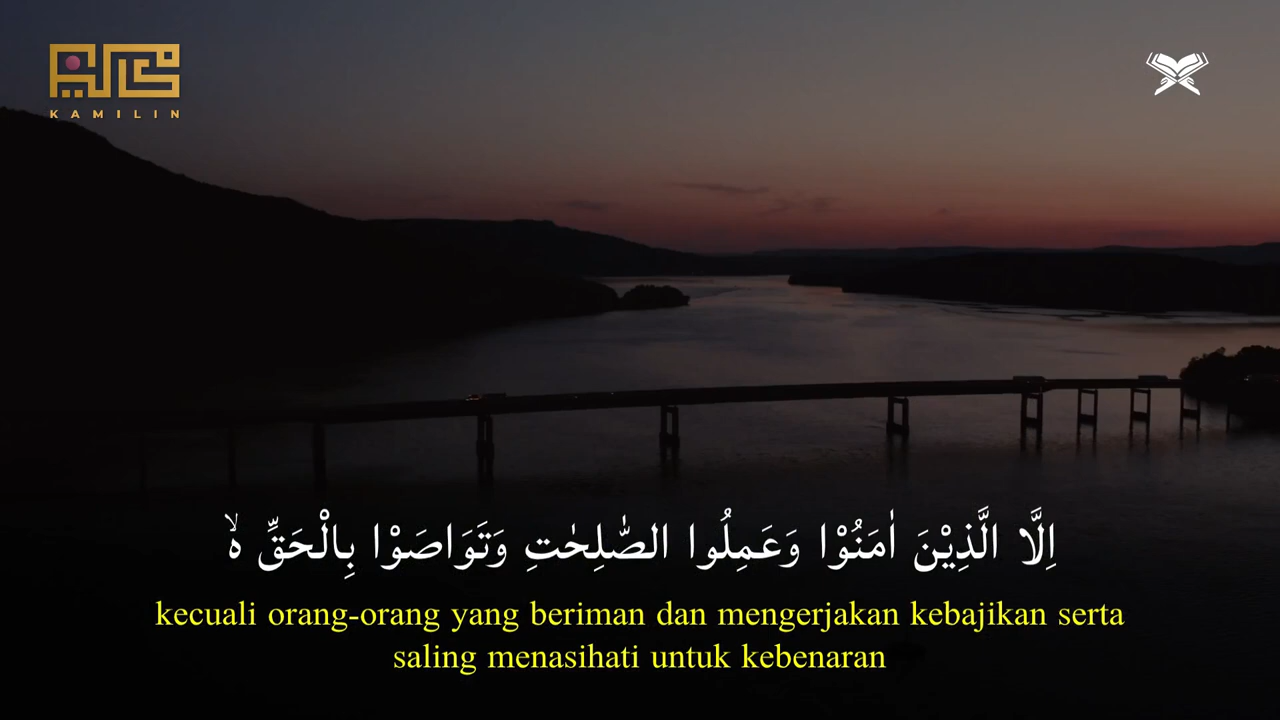 KAMILIN
اِلَّا الَّذِيْنَ اٰمَنُوْا وَعَمِلُوا الصّٰلِحٰتِ وَتَوَاصَوْا بِالْحَقِّ ەۙ
kecuali orang-orang yang beriman dan mengerjakan kebajikan serta
saling menasihati untuk kebenaran